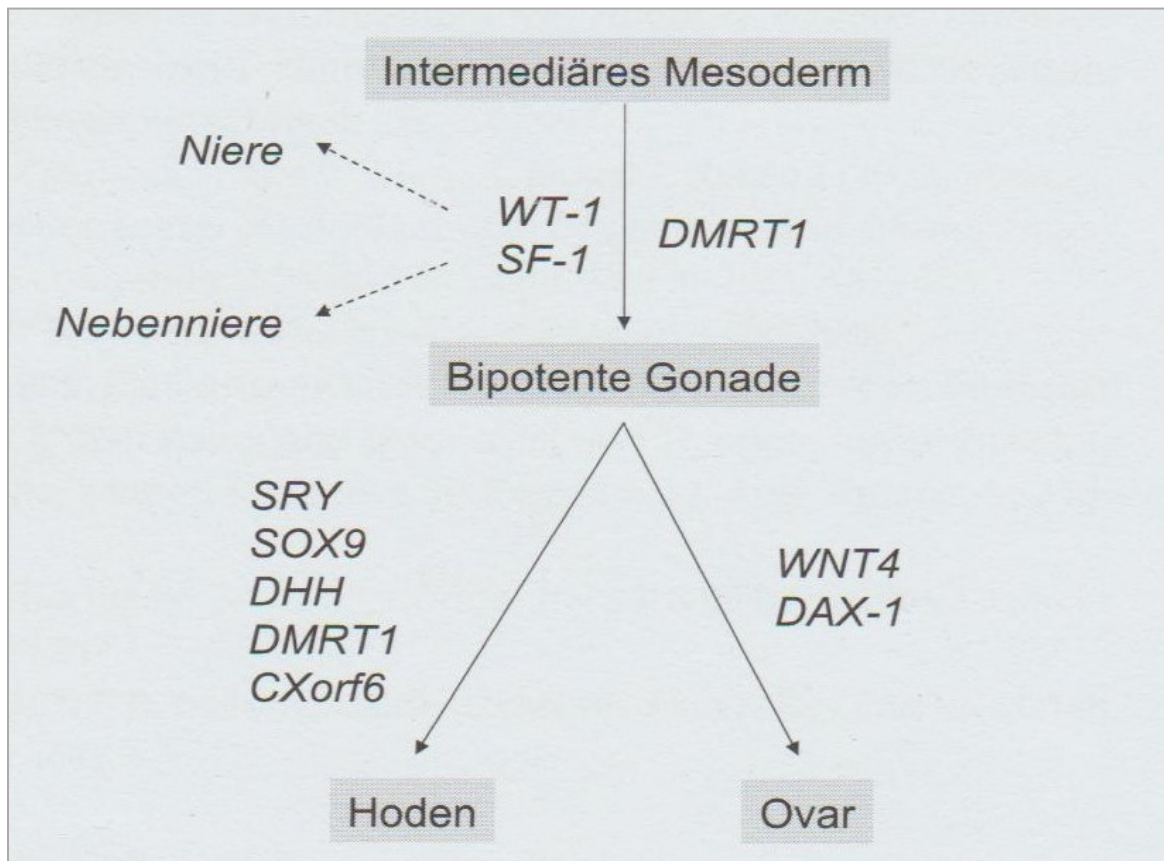 Intermediäres Mesoderm
Niere
WT-1
SF-1
DMRT1
Nebenniere
Bipotente Gonade
SRY
SOX9
DHH
DMRT1
CXorf6
WNT4
DAX-1
Hoden
Ovar